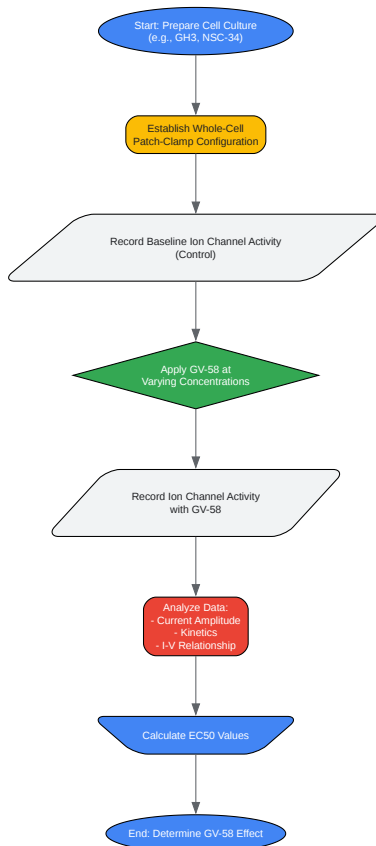 Start: Prepare Cell Culture
(e.g., GH3, NSC-34)
Establish Whole-Cell
Patch-Clamp Configuration
Record Baseline Ion Channel Activity
(Control)
Apply GV-58 at
Varying Concentrations
Record Ion Channel Activity
with GV-58
Analyze Data:
- Current Amplitude
- Kinetics
- I-V Relationship
Calculate EC50 Values
End: Determine GV-58 Effect